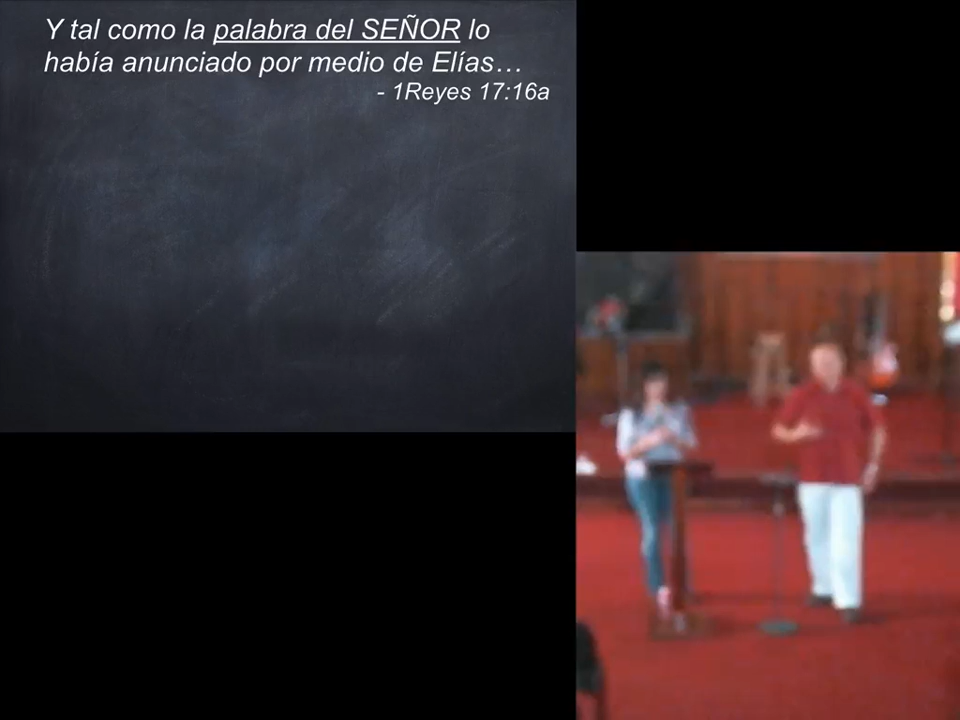 Y tal como la palabra del SEÑOR lo
había anunciado por medio de Elías…
- 1Reyes 17:16a